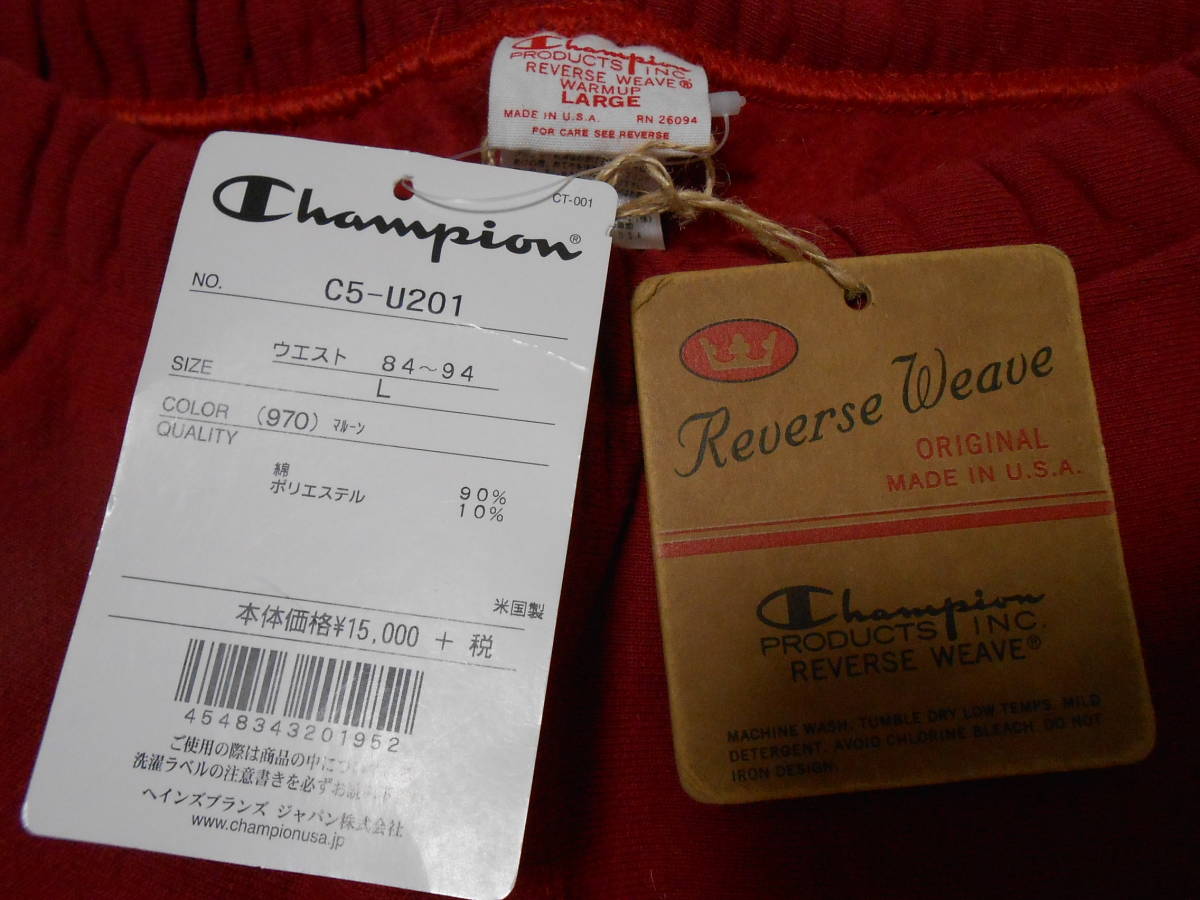 Champion
PRODUCTS INC.
REVERSE WEAVE®
WARMUP
LARGE
MADE IN U.S.A. RN 26094
FOR CARE SEE REVERSE
CT-001
Champion®
NO. C5-U201
SIZE ウエスト 84～94
L
COLOR (970) マルーン
QUALITY
綿 90%
ポリエステル 10%
米国製
本体価格¥15,000 + 税
4548343201952
ご使用の際は商品の中につ
洗濯ラベルの注意書きを必ずお読み
ヘインズブランズ ジャパン株式会社
www.championusa.jp
Reverse Weave
ORIGINAL
MADE IN U.S.A.
Champion
PRODUCTS INC.
REVERSE WEAVE®
MACHINE WASH. TUMBLE DRY LOW TEMPS. MILD
DETERGENT. AVOID CHLORINE BLEACH. DO NOT
IRON DESIGN.